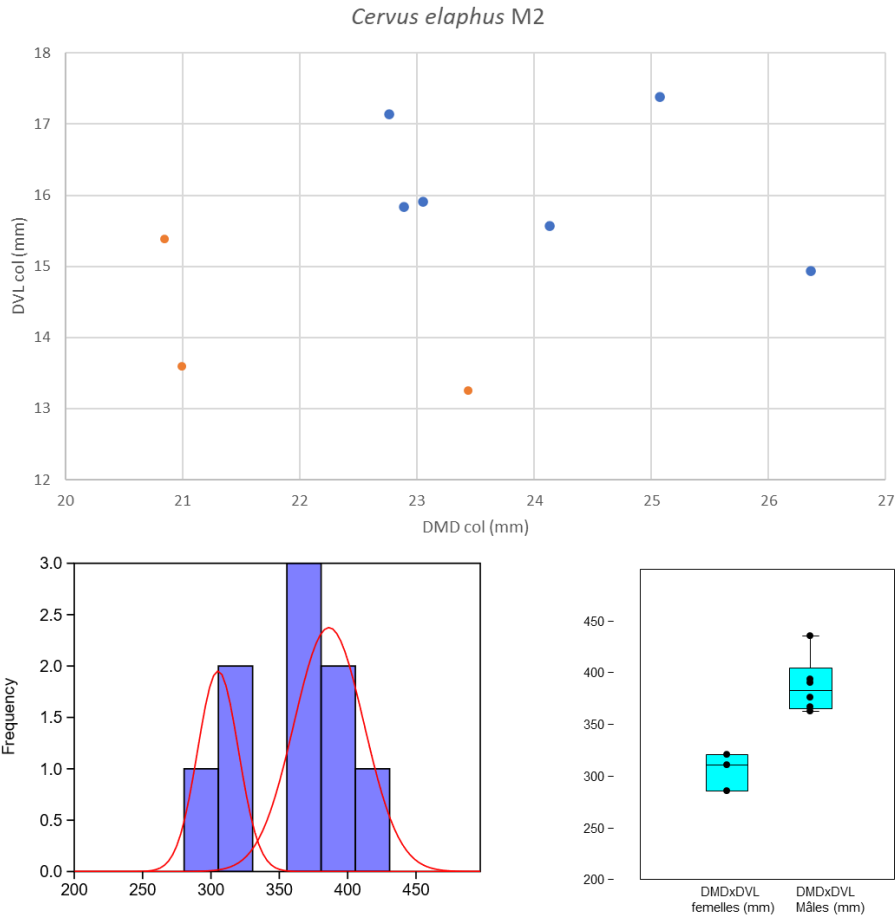 Cervus elaphus M2
18
17
16
15
14
13
12
DVL col (mm)
20 21 22 23 24 25 26 27
DMD col (mm)
3.0
2.5
2.0
1.5
1.0
0.5
0.0
Frequency
200 250 300 350 400 450
450
400
350
300
250
200
DMDxDVL
femelles (mm)
DMDxDVL
Mâles (mm)